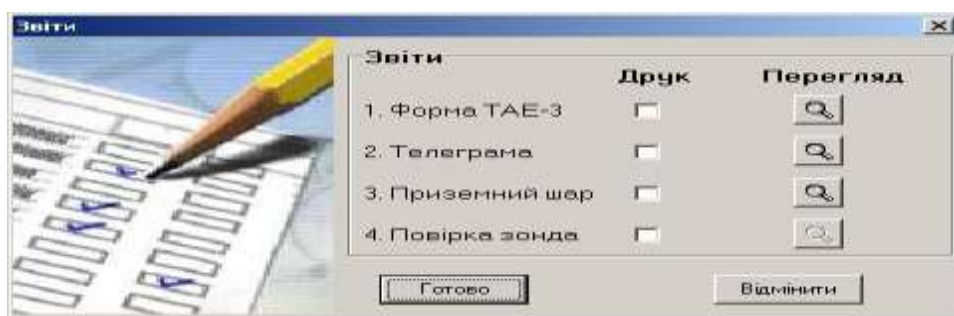 Звіти
Звіти
Друк Перегляд
1. Форма ТАЕ-3
2. Телеграма
3. Приземний шар
4. Повірка зонда
Готово Відмінити